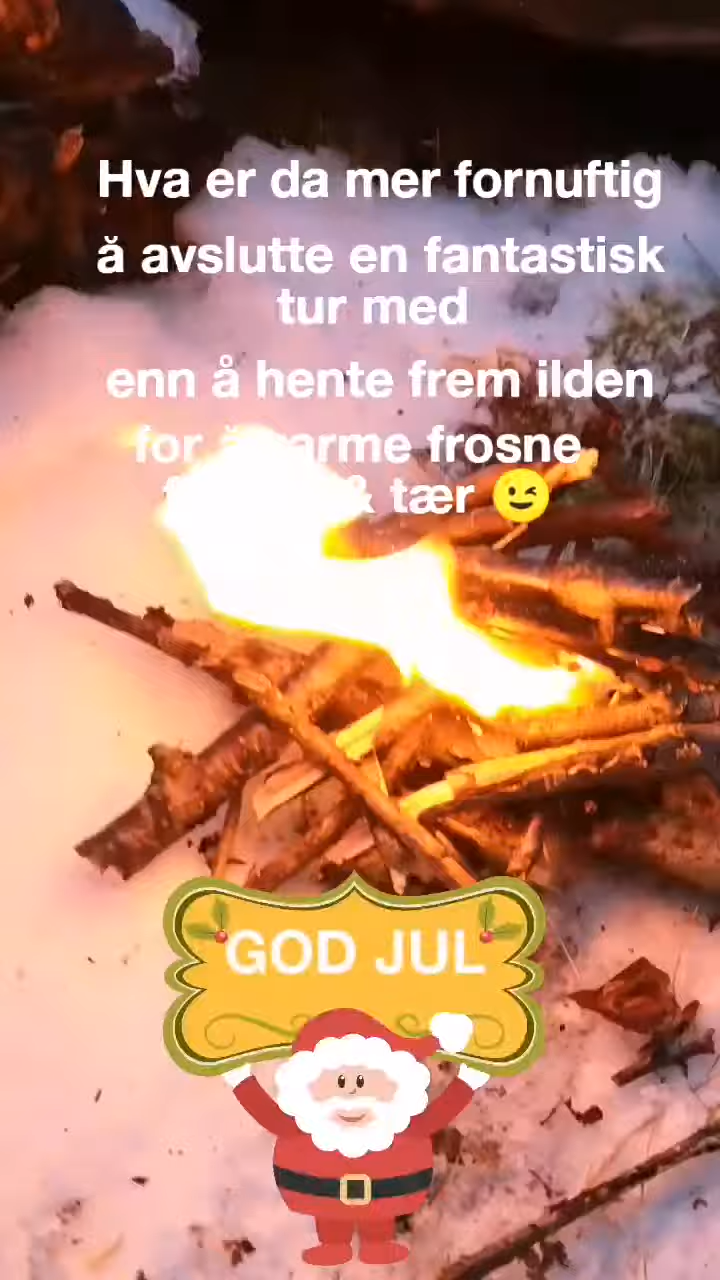 Hva er da mer fornuftig
å avslutte en fantastisk
tur med
enn å hente frem ilden
for å varme frosne
& tær 😉
GOD JUL